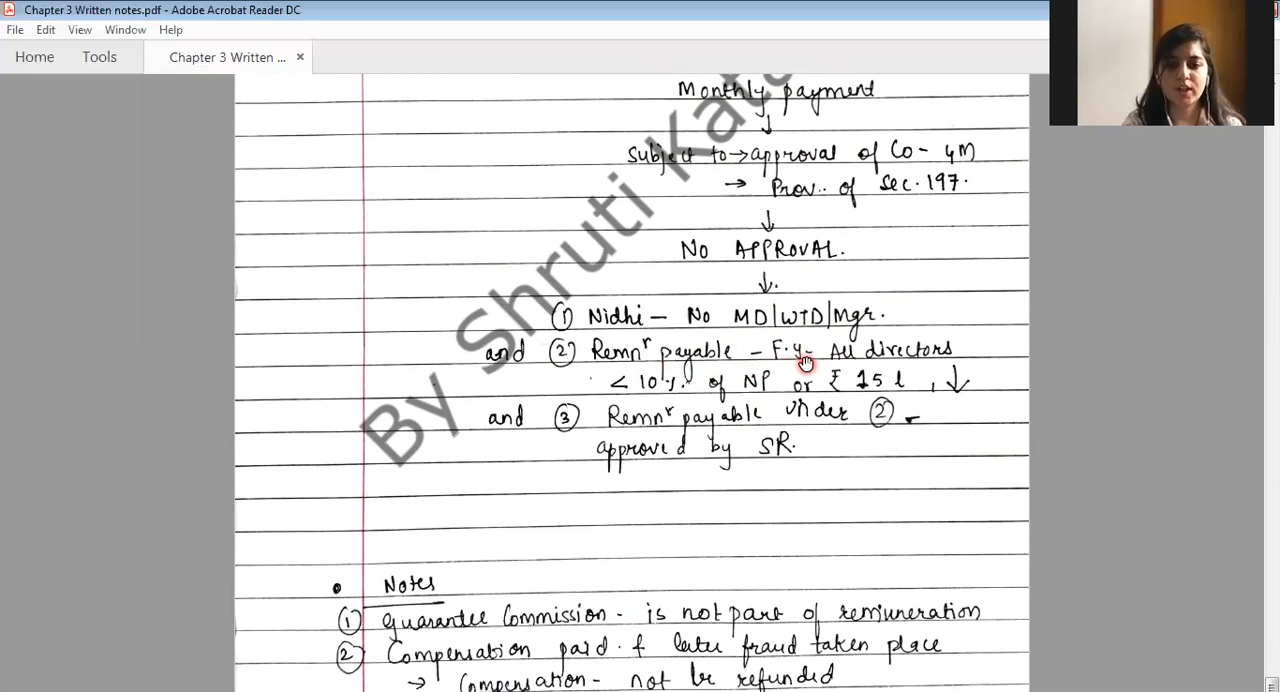 Chapter 3 Written notes.pdf - Adobe Acrobat Reader DC
File Edit View Window Help
Home Tools Chapter 3 Written ... ×
Monthly payment
↓
Subject to → approval of Co - GM
→ Prov.. of Sec. 197.
↓
NO APPROVAL.
↓
① Nidhi - No MD/WTD/Mgr.
and ② Remnʳ payable - F.y- All directors
< 10% of NP or ₹ 15 l, ↓
and ③ Remnʳ payable under ② -
approved by SR.
• Notes
① Guarantee Commission - is not part of remuneration
② Compensation paid. & later fraud taken place
→ Compensation - not be refunded
By Shruti Kat